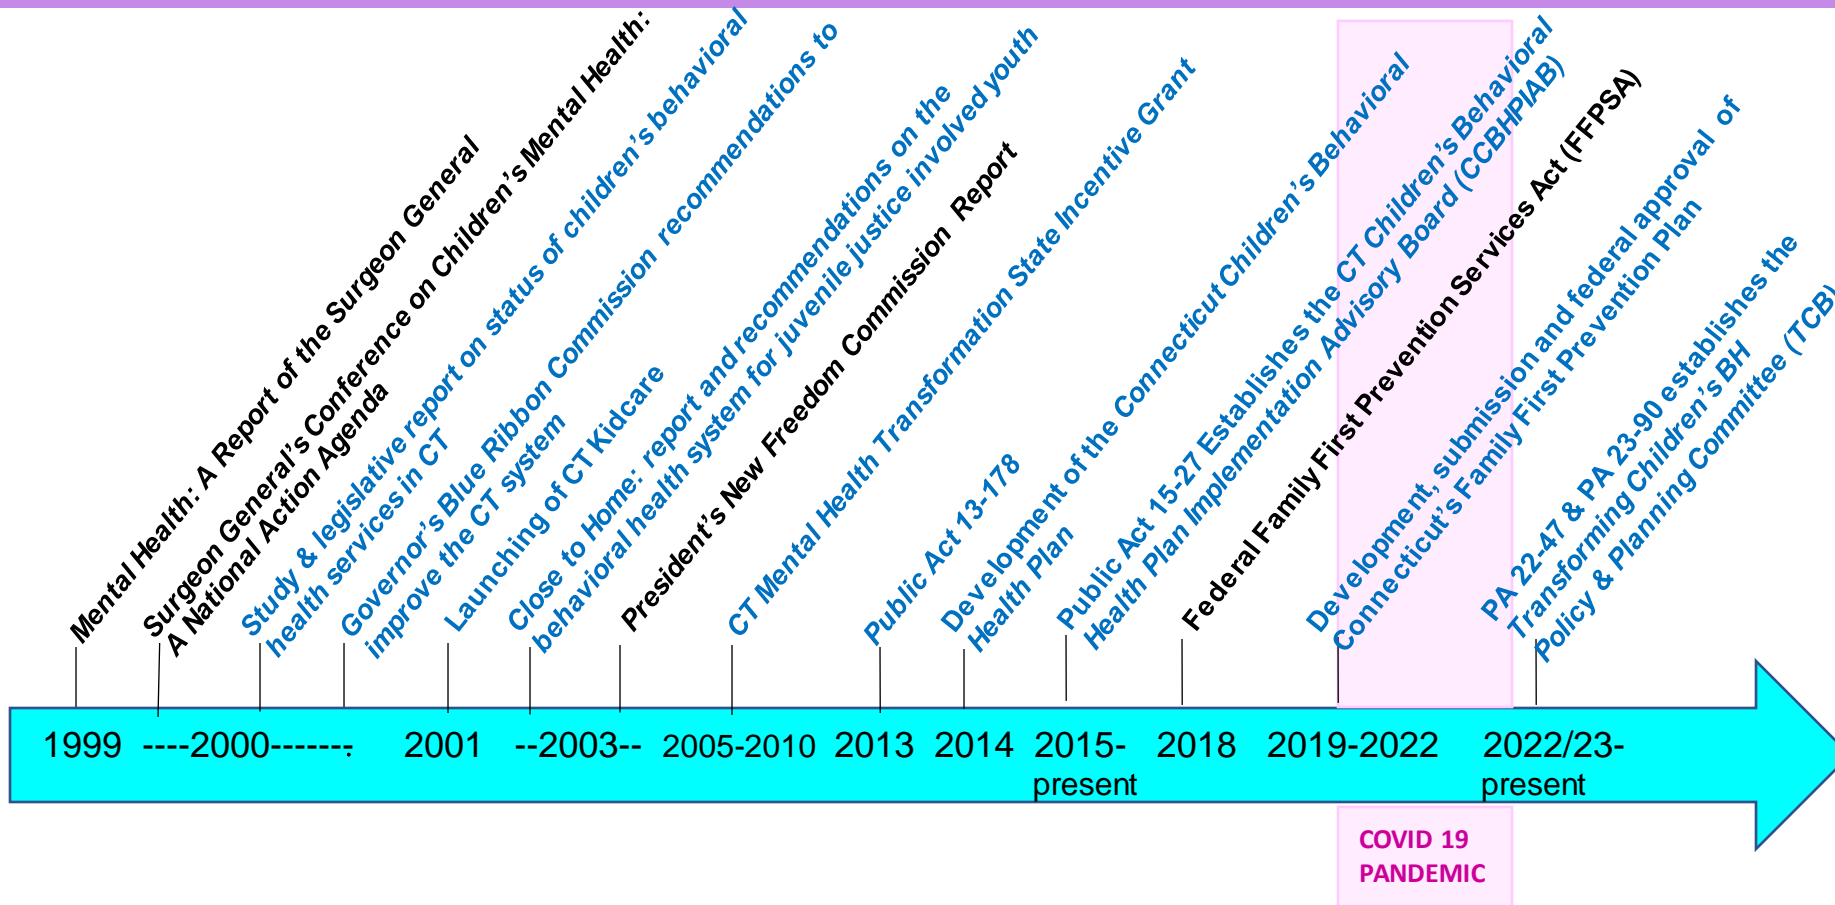 Mental Health: A Report of the Surgeon General
Surgeon General's Conference on Children's Mental Health:
A National Action Agenda
Study & legislative report on status of children's behavioral
health services in CT
Governor's Blue Ribbon Commission recommendations to
improve the CT system
Launching of CT Kidcare
Close to Home: report and recommendations on the
behavioral health system for juvenile justice involved youth
President's New Freedom Commission Report
CT Mental Health Transformation State Incentive Grant
Public Act 13-178
Development of the Connecticut Children's Behavioral
Health Plan
Public Act 15-27 Establishes the CT Children's Behavioral
Health Plan Implementation Advisory Board (CCBHPIAB)
Federal Family First Prevention Services Act (FFPSA)
Development, submission and federal approval of
Connecticut's Family First Prevention Plan
PA 22-47 & PA 23-90 establishes the
Transforming Children's BH
Policy & Planning Committee (TCB)
1999 ----2000-------. 2001 --2003-- 2005-2010 2013 2014 2015- 2018 2019-2022 2022/23-
present present
COVID 19
PANDEMIC